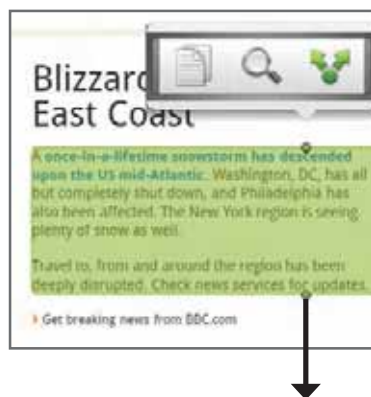 Blizzard
East Coast
A once-in-a-lifetime snowstorm has descended
upon the US mid-Atlantic. Washington, DC, has all
but completely shut down, and Philadelphia has
also been affected. The New York region is seeing
plenty of snow as well.
Travel to, from and around the region has been
deeply disrupted. Check news services for updates.
Get breaking news from BBC.com